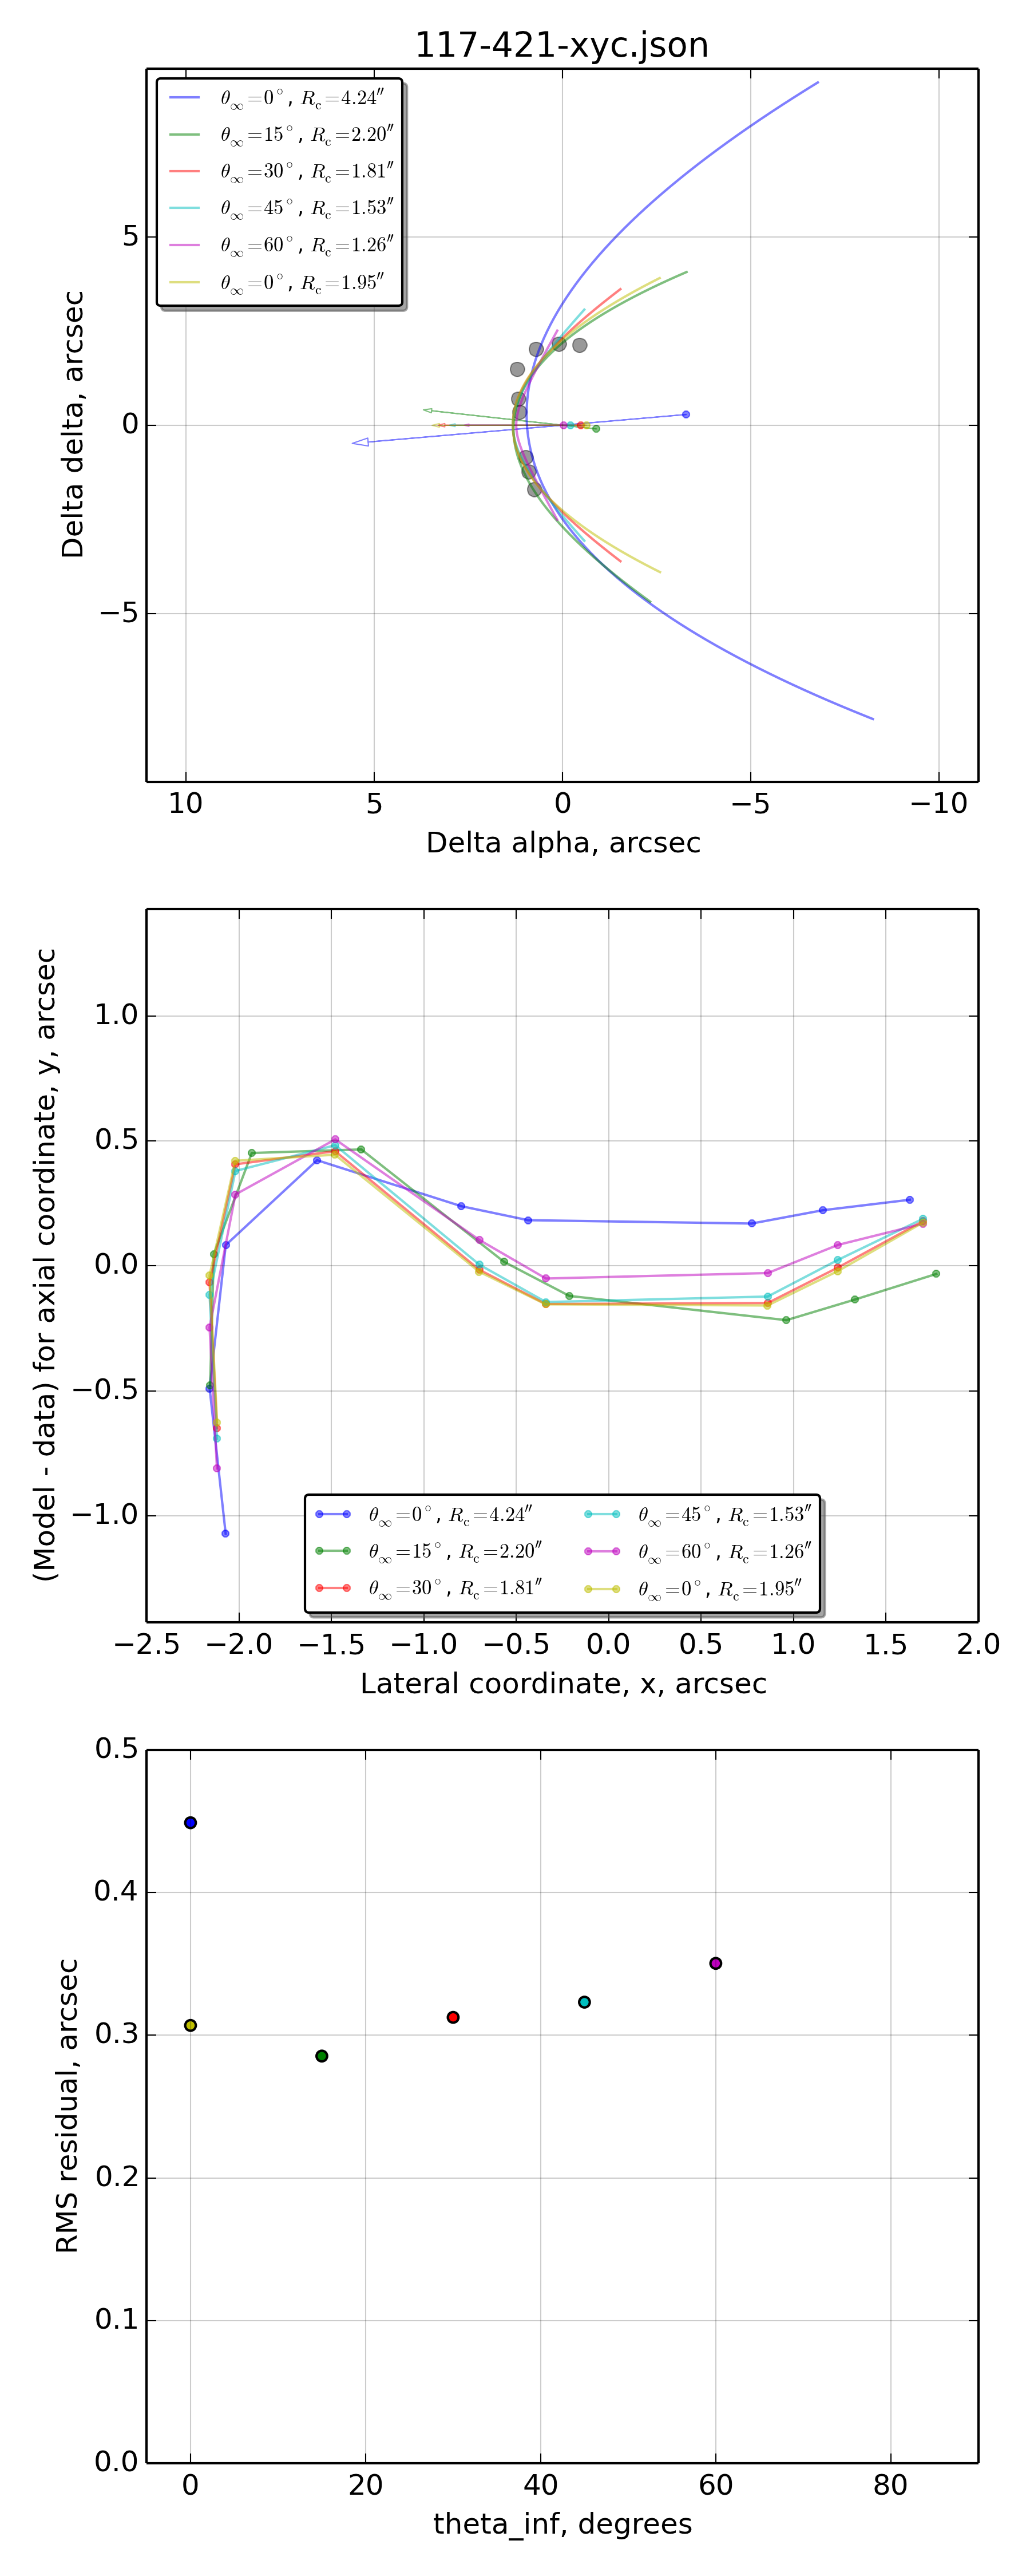 117-421-xyc.json
θ∞=0°, Rc=4.24″
θ∞=15°, Rc=2.20″
θ∞=30°, Rc=1.81″
θ∞=45°, Rc=1.53″
θ∞=60°, Rc=1.26″
θ∞=0°, Rc=1.95″
5
0
−5
Delta delta, arcsec
10 5 0 −5 −10
Delta alpha, arcsec
1.0
0.5
0.0
−0.5
−1.0
(Model - data) for axial coordinate, y, arcsec
θ∞=0°, Rc=4.24″ θ∞=45°, Rc=1.53″
θ∞=15°, Rc=2.20″ θ∞=60°, Rc=1.26″
θ∞=30°, Rc=1.81″ θ∞=0°, Rc=1.95″
−2.5 −2.0 −1.5 −1.0 −0.5 0.0 0.5 1.0 1.5 2.0
Lateral coordinate, x, arcsec
0.5
0.4
0.3
0.2
0.1
0.0
RMS residual, arcsec
0 20 40 60 80
theta_inf, degrees